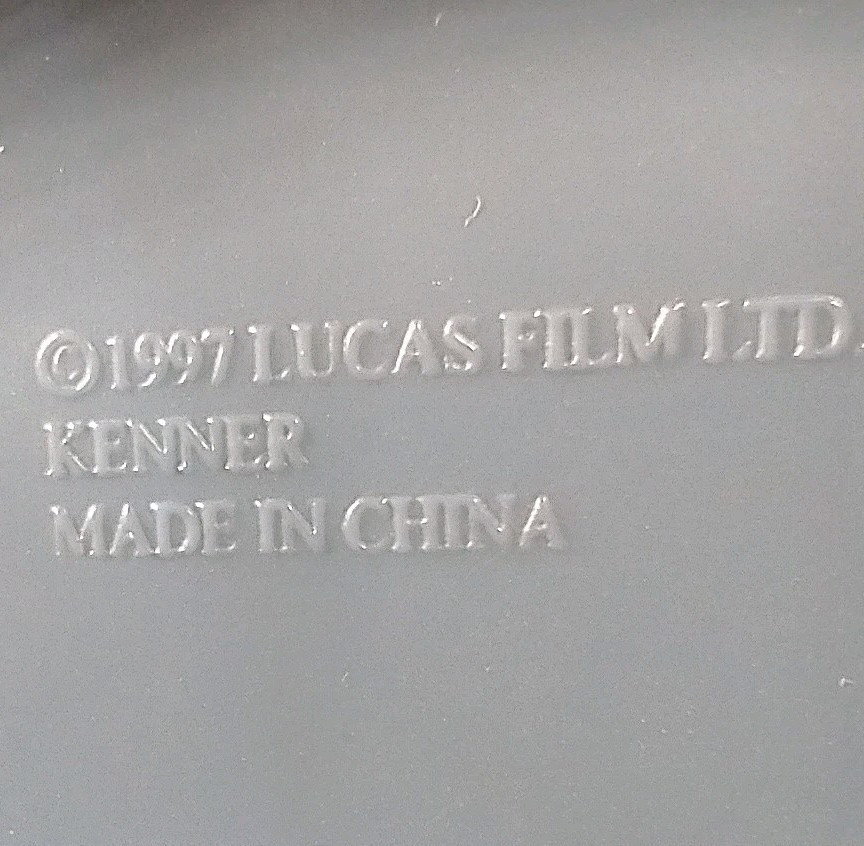 ©1997 LUCAS FILM LTD.
KENNER
MADE IN CHINA